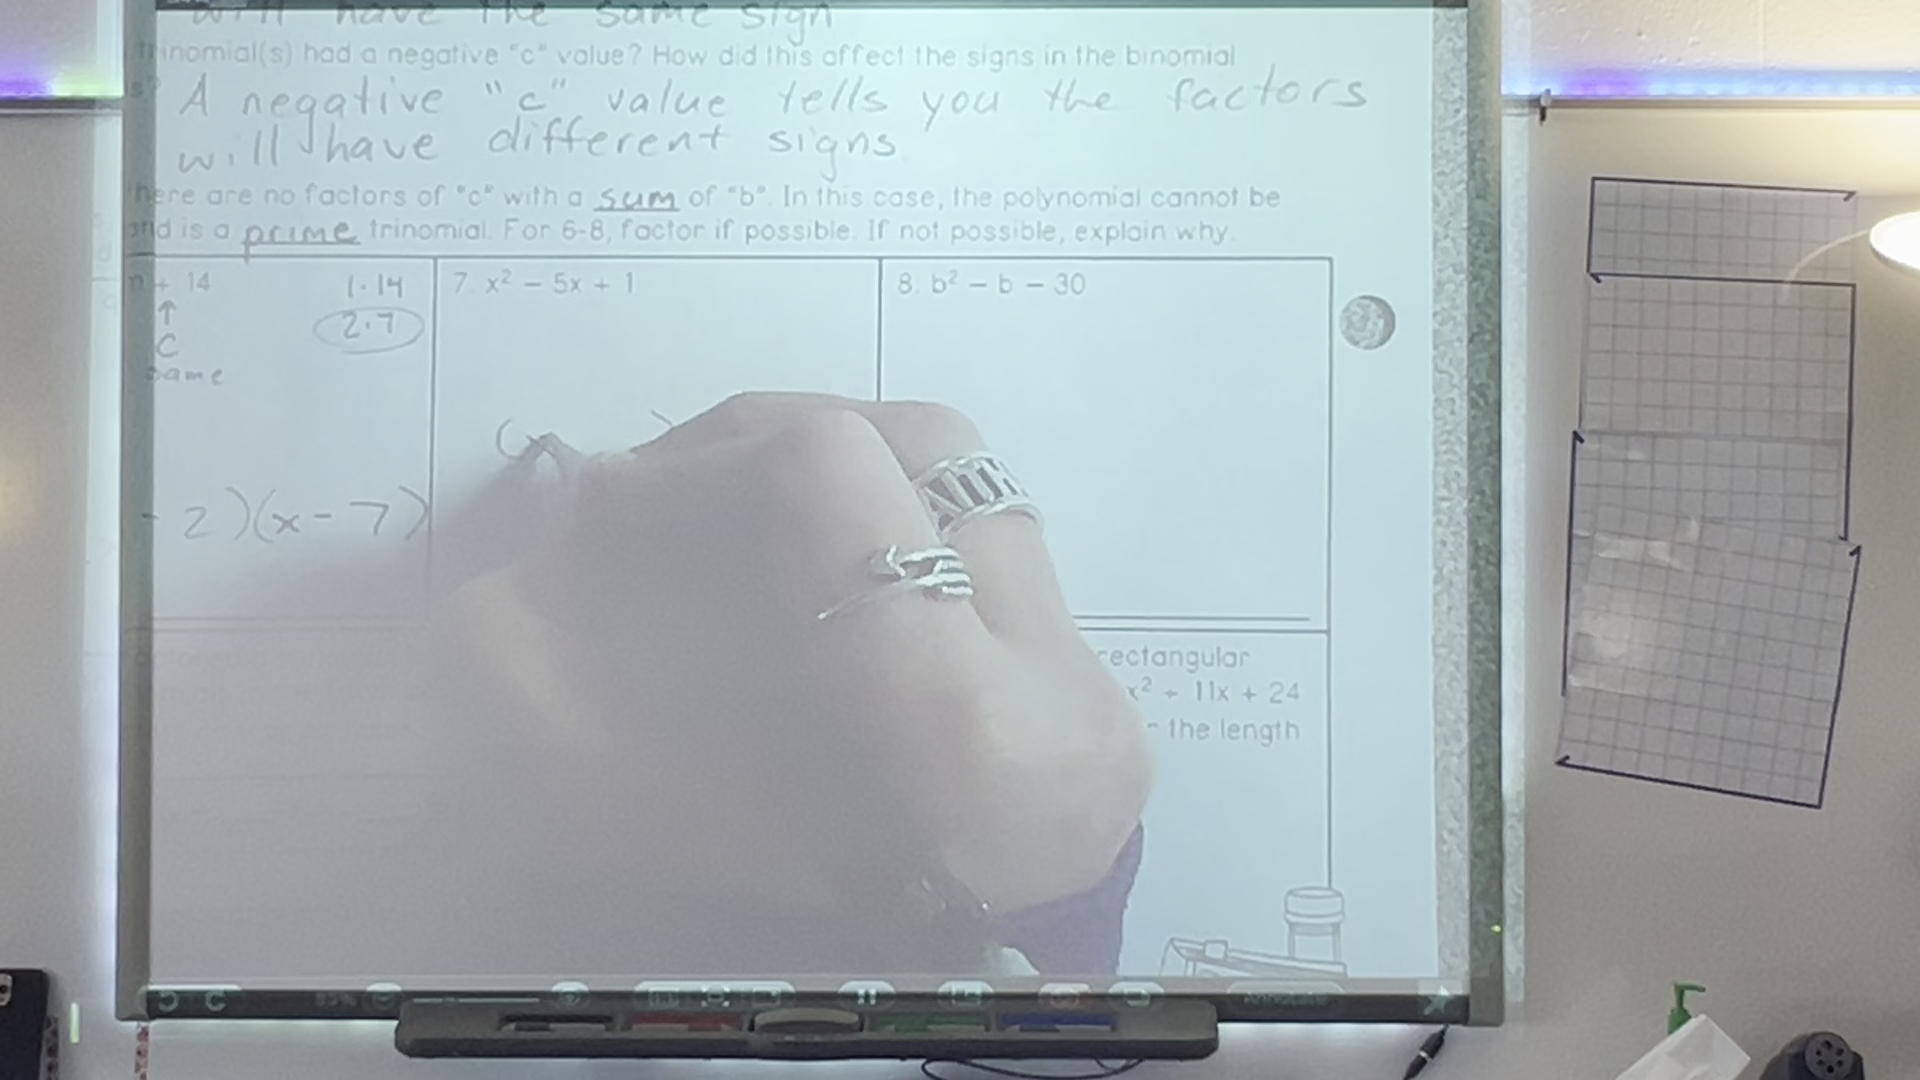 will have the same sign
trinomial(s) had a negative "c" value? How did this affect the signs in the binomial
A negative "c" value tells you the factors
will have different signs
here are no factors of "c" with a sum of "b". In this case, the polynomial cannot be
and is a prime trinomial. For 6-8, factor if possible. If not possible, explain why.
+ 14
1·14
2·7
↑
C
same
- 2)(x - 7)
7. x² - 5x + 1
(x )
8. b² - b - 30
rectangular
x² + 11x + 24
the length
Annotate